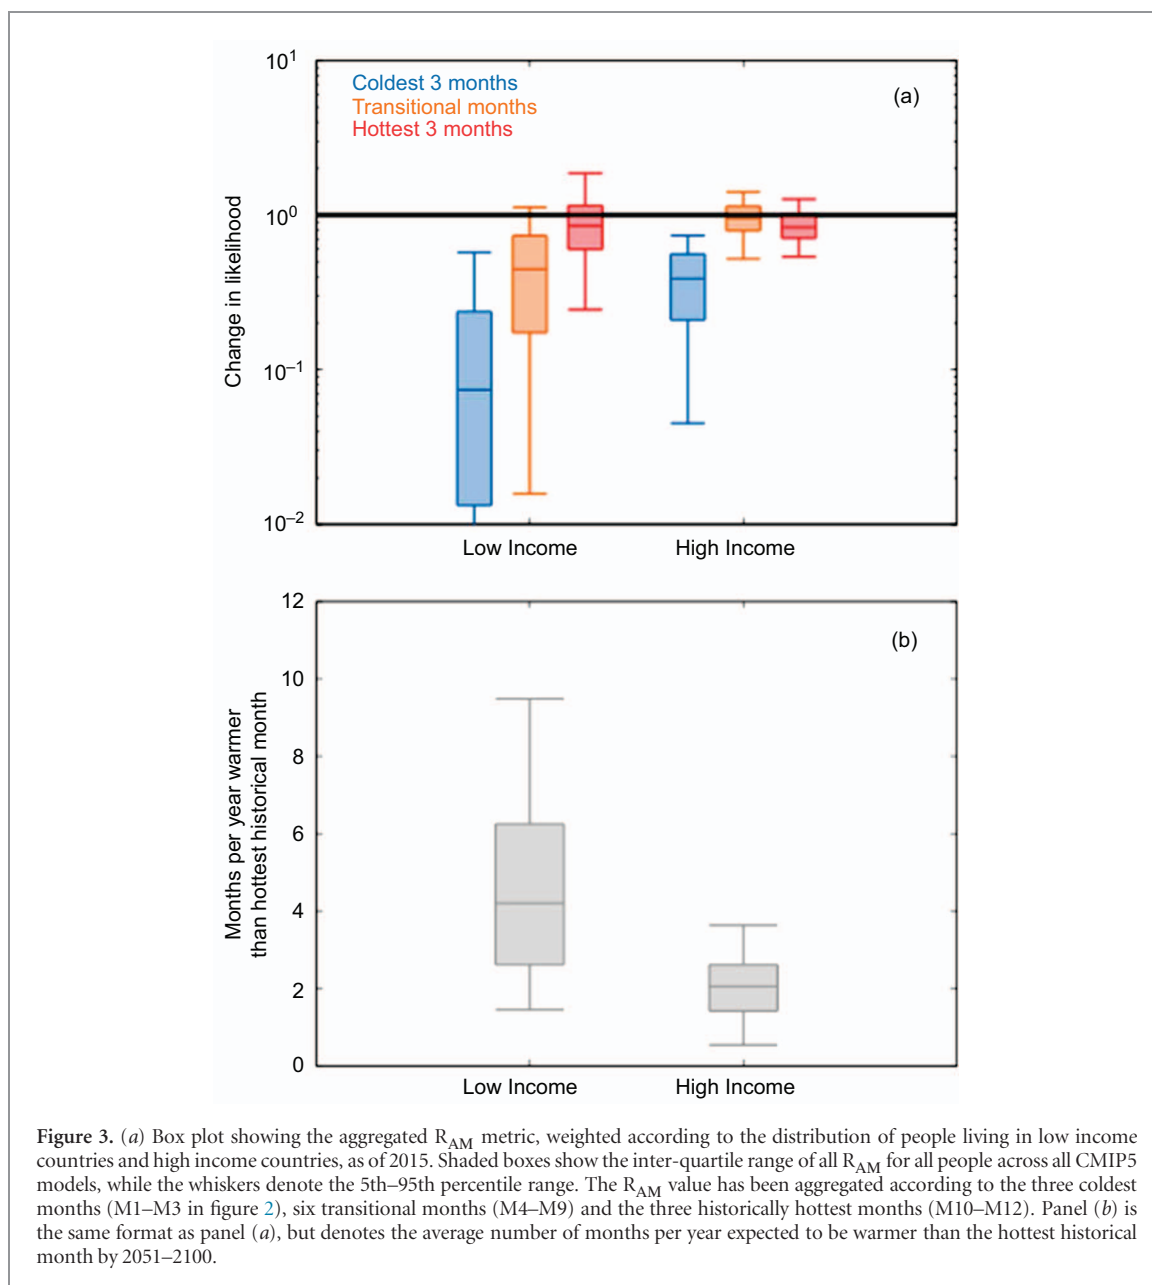 10^1
Coldest 3 months
Transitional months
Hottest 3 months
(a)
10^0
10^–1
10^–2
Change in likelihood
Low Income
High Income
12
10
8
6
4
2
0
(b)
Months per year warmer
than hottest historical month
Low Income
High Income
Figure 3. (a) Box plot showing the aggregated R_AM metric, weighted according to the distribution of people living in low income
countries and high income countries, as of 2015. Shaded boxes show the inter-quartile range of all R_AM for all people across all CMIP5
models, while the whiskers denote the 5th–95th percentile range. The R_AM value has been aggregated according to the three coldest
months (M1–M3 in figure 2), six transitional months (M4–M9) and the three historically hottest months (M10–M12). Panel (b) is
the same format as panel (a), but denotes the average number of months per year expected to be warmer than the hottest historical
month by 2051–2100.